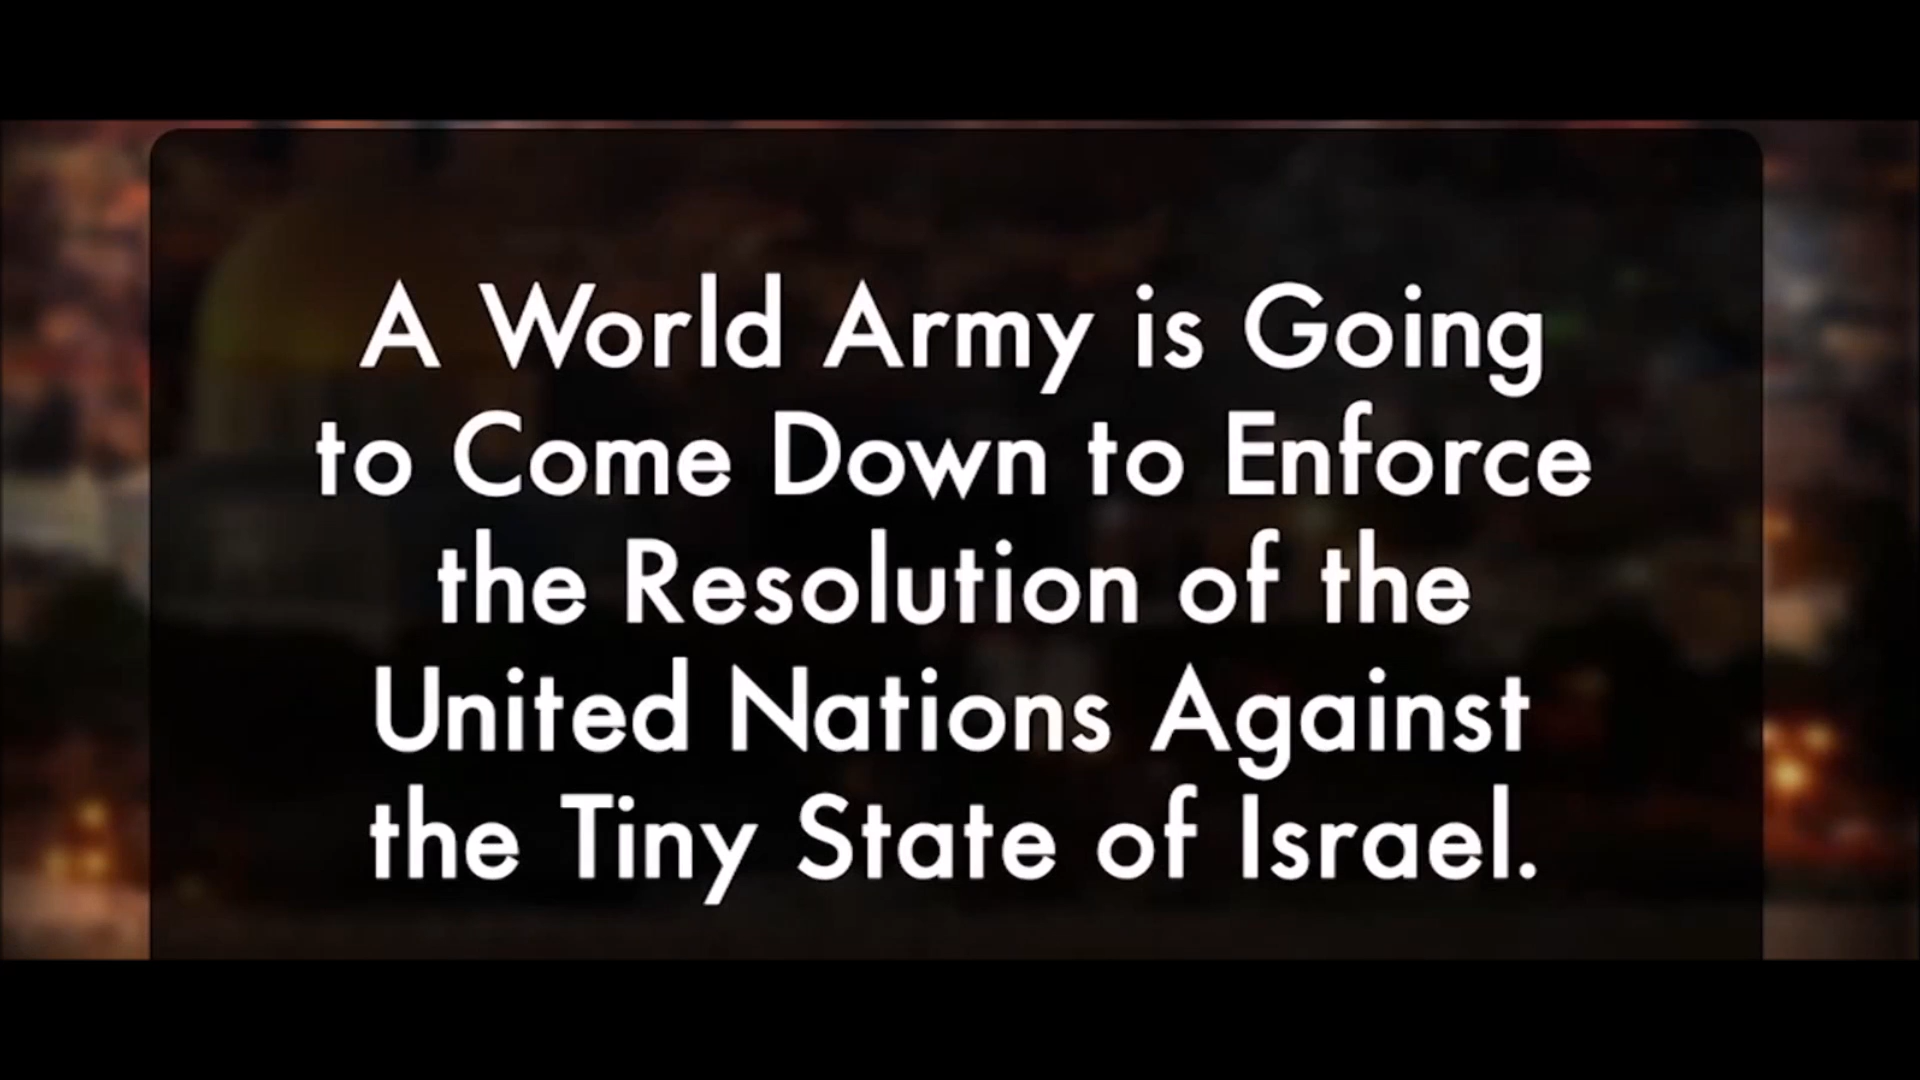 A World Army is Going
to Come Down to Enforce
the Resolution of the
United Nations Against
the Tiny State of Israel.